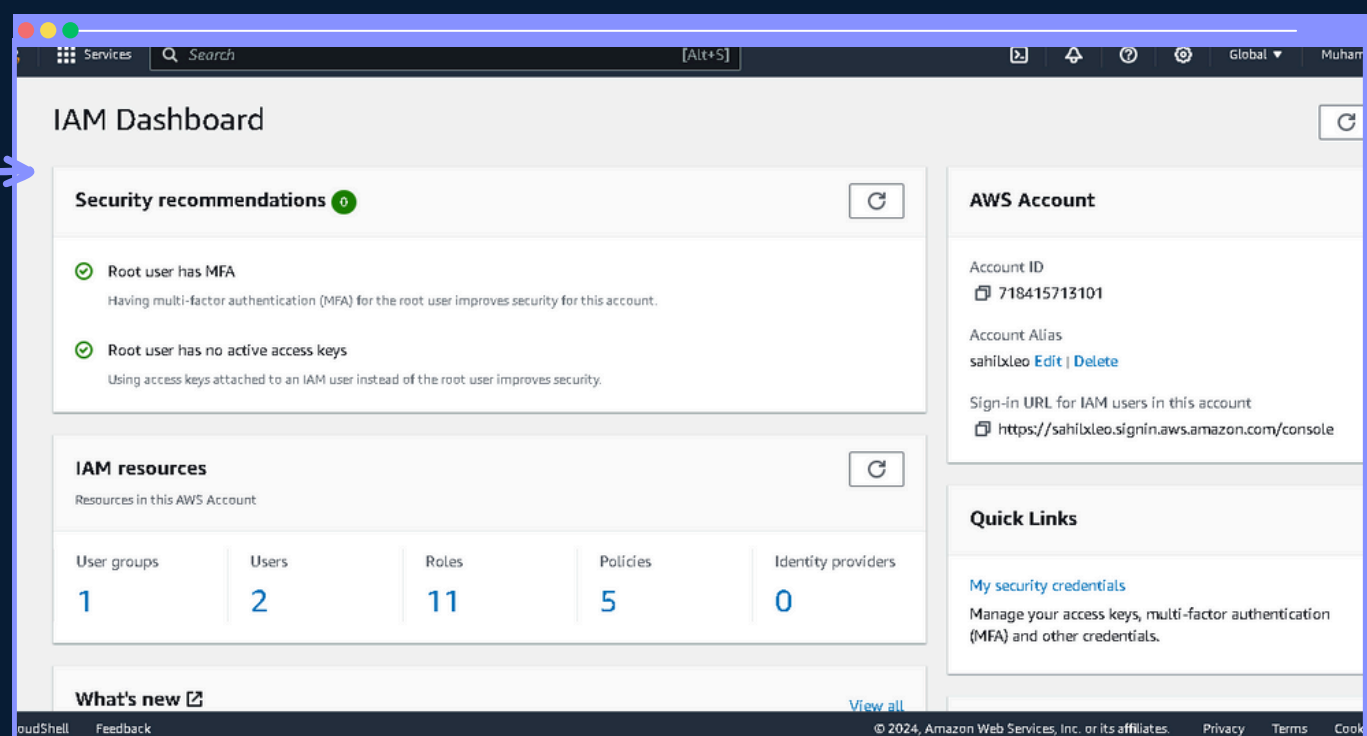 Services
Search
[Alt+S]
Global
IAM Dashboard
Security recommendations 0
Root user has MFA
Having multi-factor authentication (MFA) for the root user improves security for this account.
Root user has no active access keys
Using access keys attached to an IAM user instead of the root user improves security.
IAM resources
Resources in this AWS Account
User groups
1
Users
2
Roles
11
Policies
5
Identity providers
0
What's new
View all
AWS Account
Account ID
718415713101
Account Alias
sahilxleo Edit | Delete
Sign-in URL for IAM users in this account
https://sahilxleo.signin.aws.amazon.com/console
Quick Links
My security credentials
Manage your access keys, multi-factor authentication
(MFA) and other credentials.
Feedback
© 2024, Amazon Web Services, Inc. or its affiliates.
Privacy
Terms